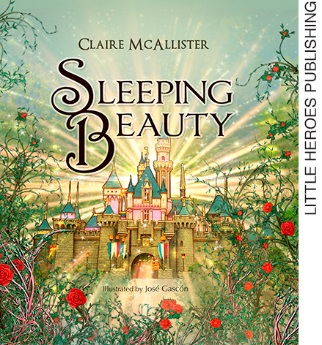 CLAIRE MCALLISTER
SLEEPING
BEAUTY
Illustrated by José Gascón
LITTLE HEROES PUBLISHING